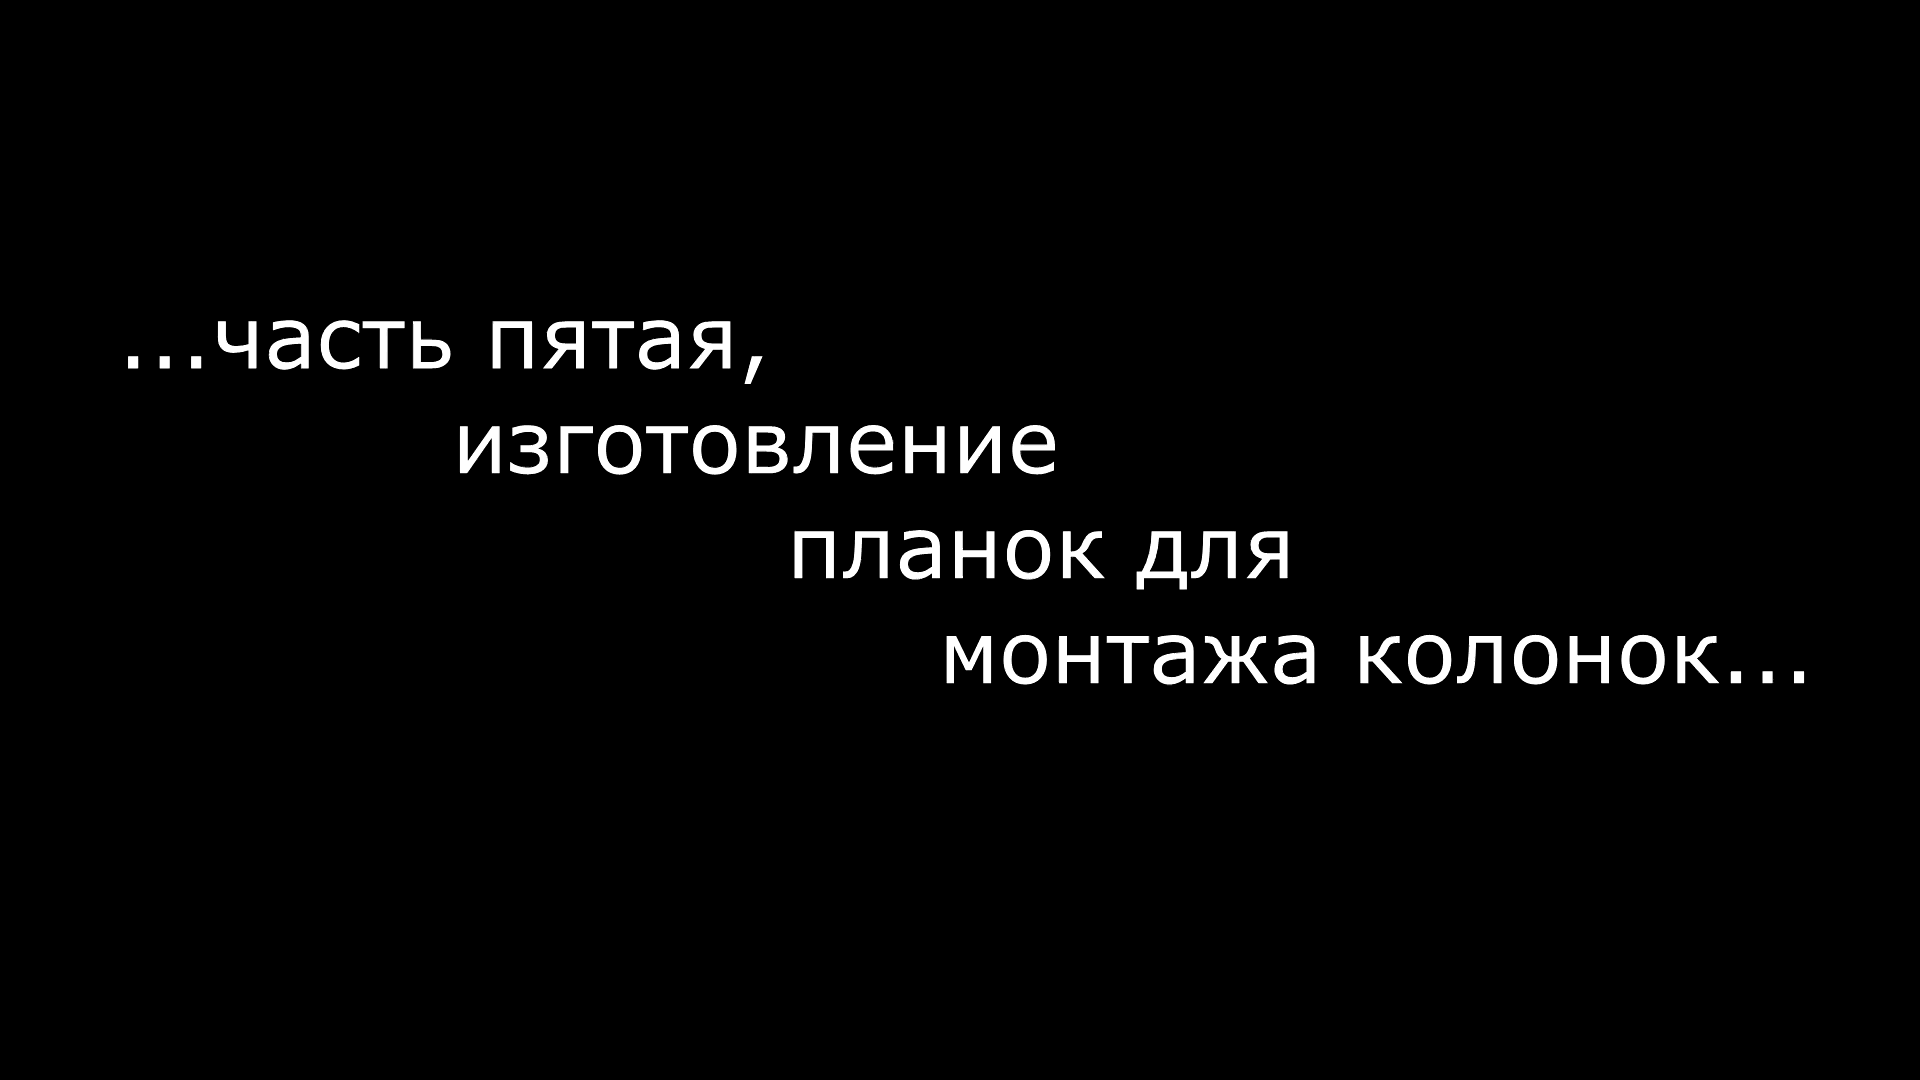 ...часть пятая,
изготовление
планок для
монтажа колонок...